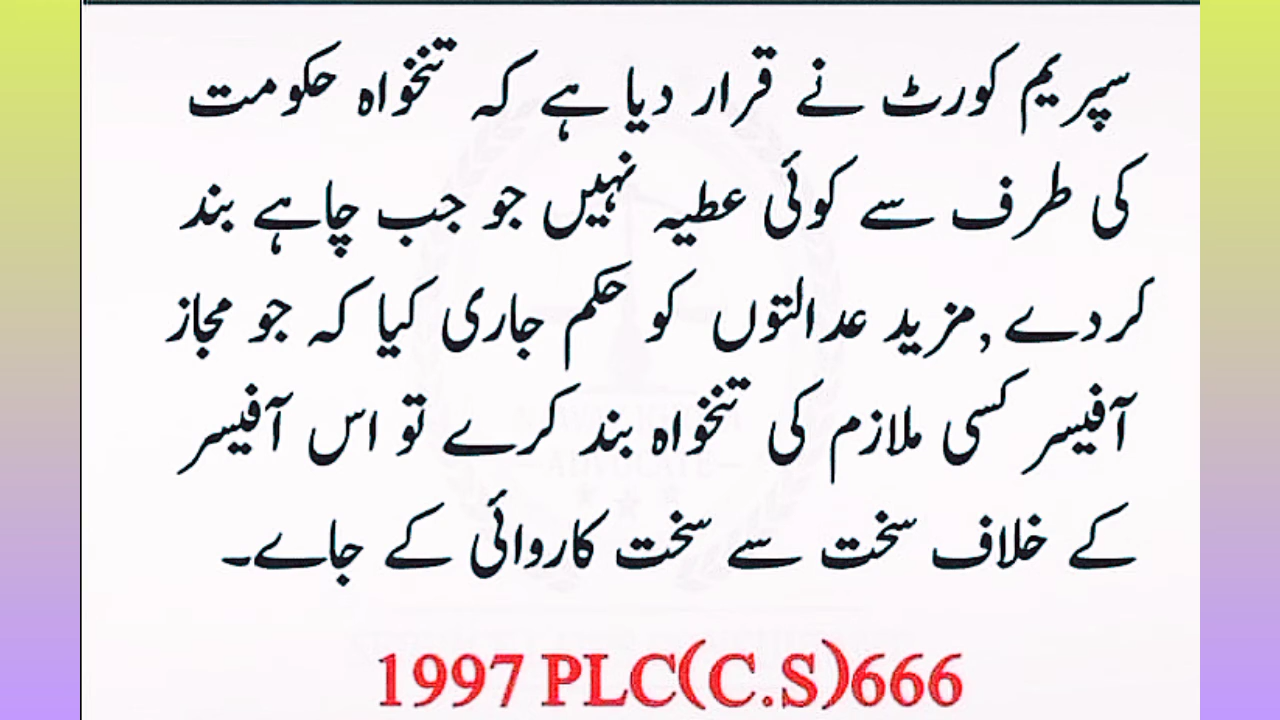 سپریم کورٹ نے قرار دیا ہے کہ تنخواہ حکومت
کی طرف سے کوئی عطیہ نہیں جو جب چاہے بند
کردے ,مزید عدالتوں کو حکم جاری کیا کہ جو مجاز
آفیسر کسی ملازم کی تنخواہ بند کرے تو اس آفیسر
کے خلاف سخت سے سخت کاروائی کے جاے۔
1997 PLC(C.S)666